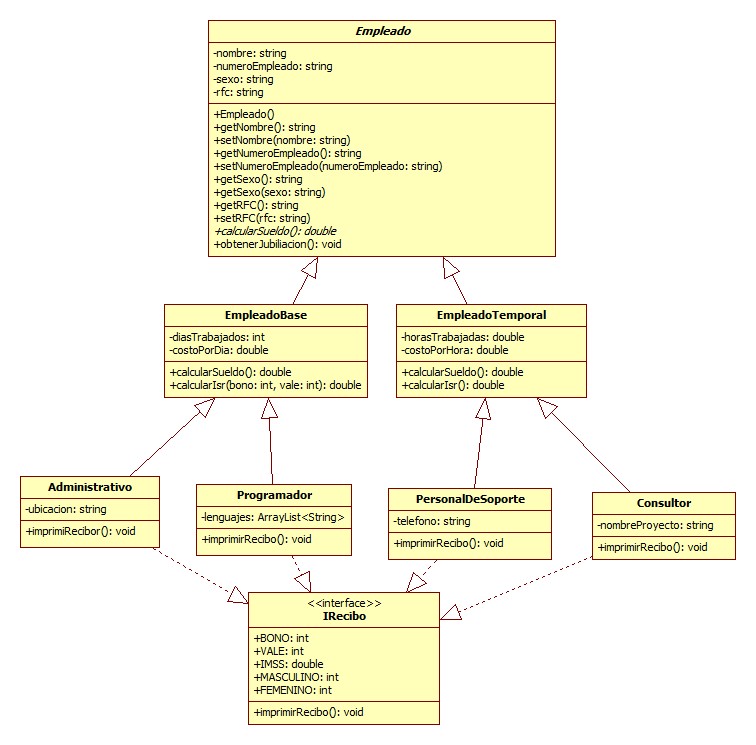 Empleado
-nombre: string
-numeroEmpleado: string
-sexo: string
-rfc: string
+Empleado()
+getNombre(): string
+setNombre(nombre: string)
+getNumeroEmpleado(): string
+setNumeroEmpleado(numeroEmpleado: string)
+getSexo(): string
+getSexo(sexo: string)
+getRFC(): string
+setRFC(rfc: string)
+calcularSueldo(): double
+obtenerJubiliacion(): void
EmpleadoBase
-diasTrabajados: int
-costoPorDia: double
+calcularSueldo(): double
+calcularIsr(bono: int, vale: int): double
EmpleadoTemporal
-horasTrabajadas: double
-costoPorHora: double
+calcularSueldo(): double
+calcularIsr(): double
Administrativo
-ubicacion: string
+imprimiRecibor(): void
Programador
-lenguajes: ArrayList<String>
+imprimirRecibo(): void
PersonalDeSoporte
-telefono: string
+imprimirRecibo(): void
Consultor
-nombreProyecto: string
+imprimirRecibo(): void
<<interface>>
IRecibo
+BONO: int
+VALE: int
+IMSS: double
+MASCULINO: int
+FEMENINO: int
+imprimirRecibo(): void